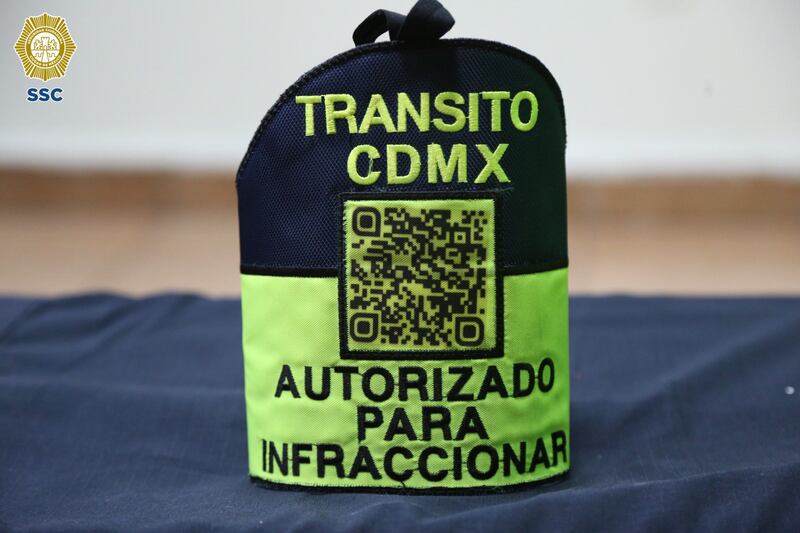 SSC
TRANSITO
CDMX
AUTORIZADO
PARA
INFRACCIONAR